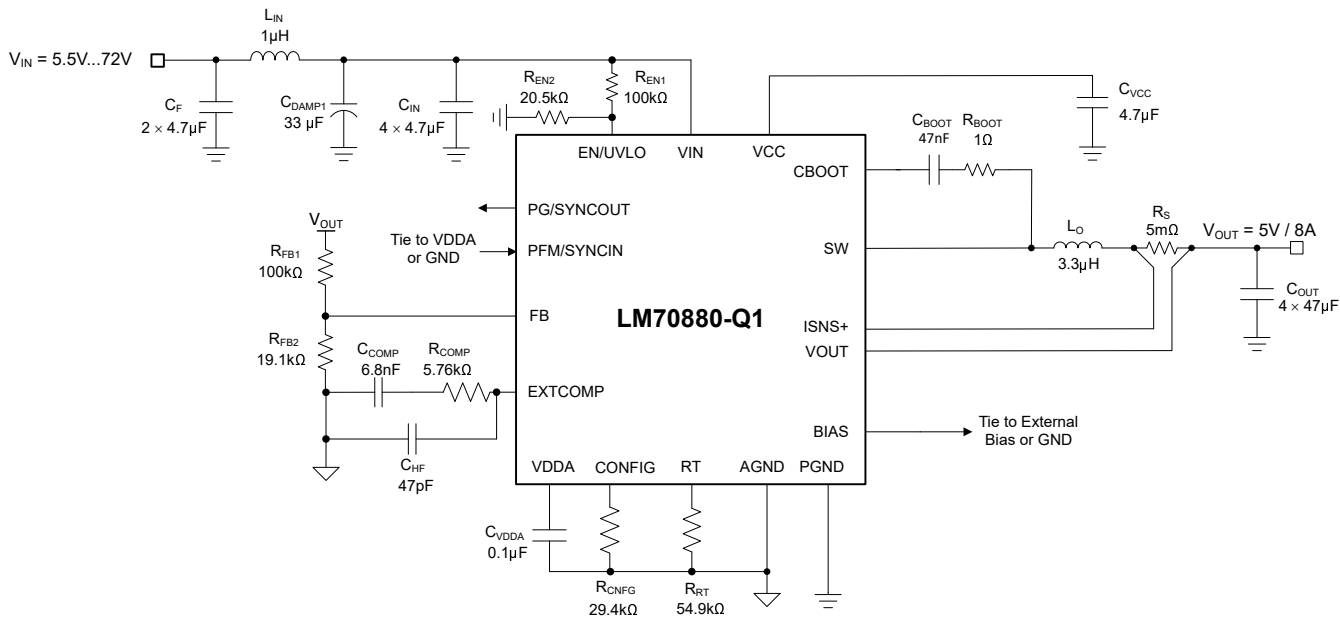 L_IN
1µH
V_IN = 5.5V...72V
C_F
2 × 4.7µF
C_DAMP1
33 µF
C_IN
4 × 4.7µF
R_EN2
20.5kΩ
R_EN1
100kΩ
C_VCC
4.7µF
C_BOOT
47nF
R_BOOT
1Ω
EN/UVLO
VIN
VCC
CBOOT
PG/SYNCOUT
V_OUT
Tie to VDDA
or GND
PFM/SYNCIN
SW
L_O
3.3µH
R_S
5mΩ
V_OUT = 5V / 8A
R_FB1
100kΩ
C_OUT
4 × 47µF
FB
LM70880-Q1
ISNS+
VOUT
R_FB2
19.1kΩ
C_COMP
6.8nF
R_COMP
5.76kΩ
EXTCOMP
BIAS
Tie to External
Bias or GND
C_HF
47pF
VDDA
CONFIG
RT
AGND
PGND
C_VDDA
0.1µF
R_CNFG
29.4kΩ
R_RT
54.9kΩ